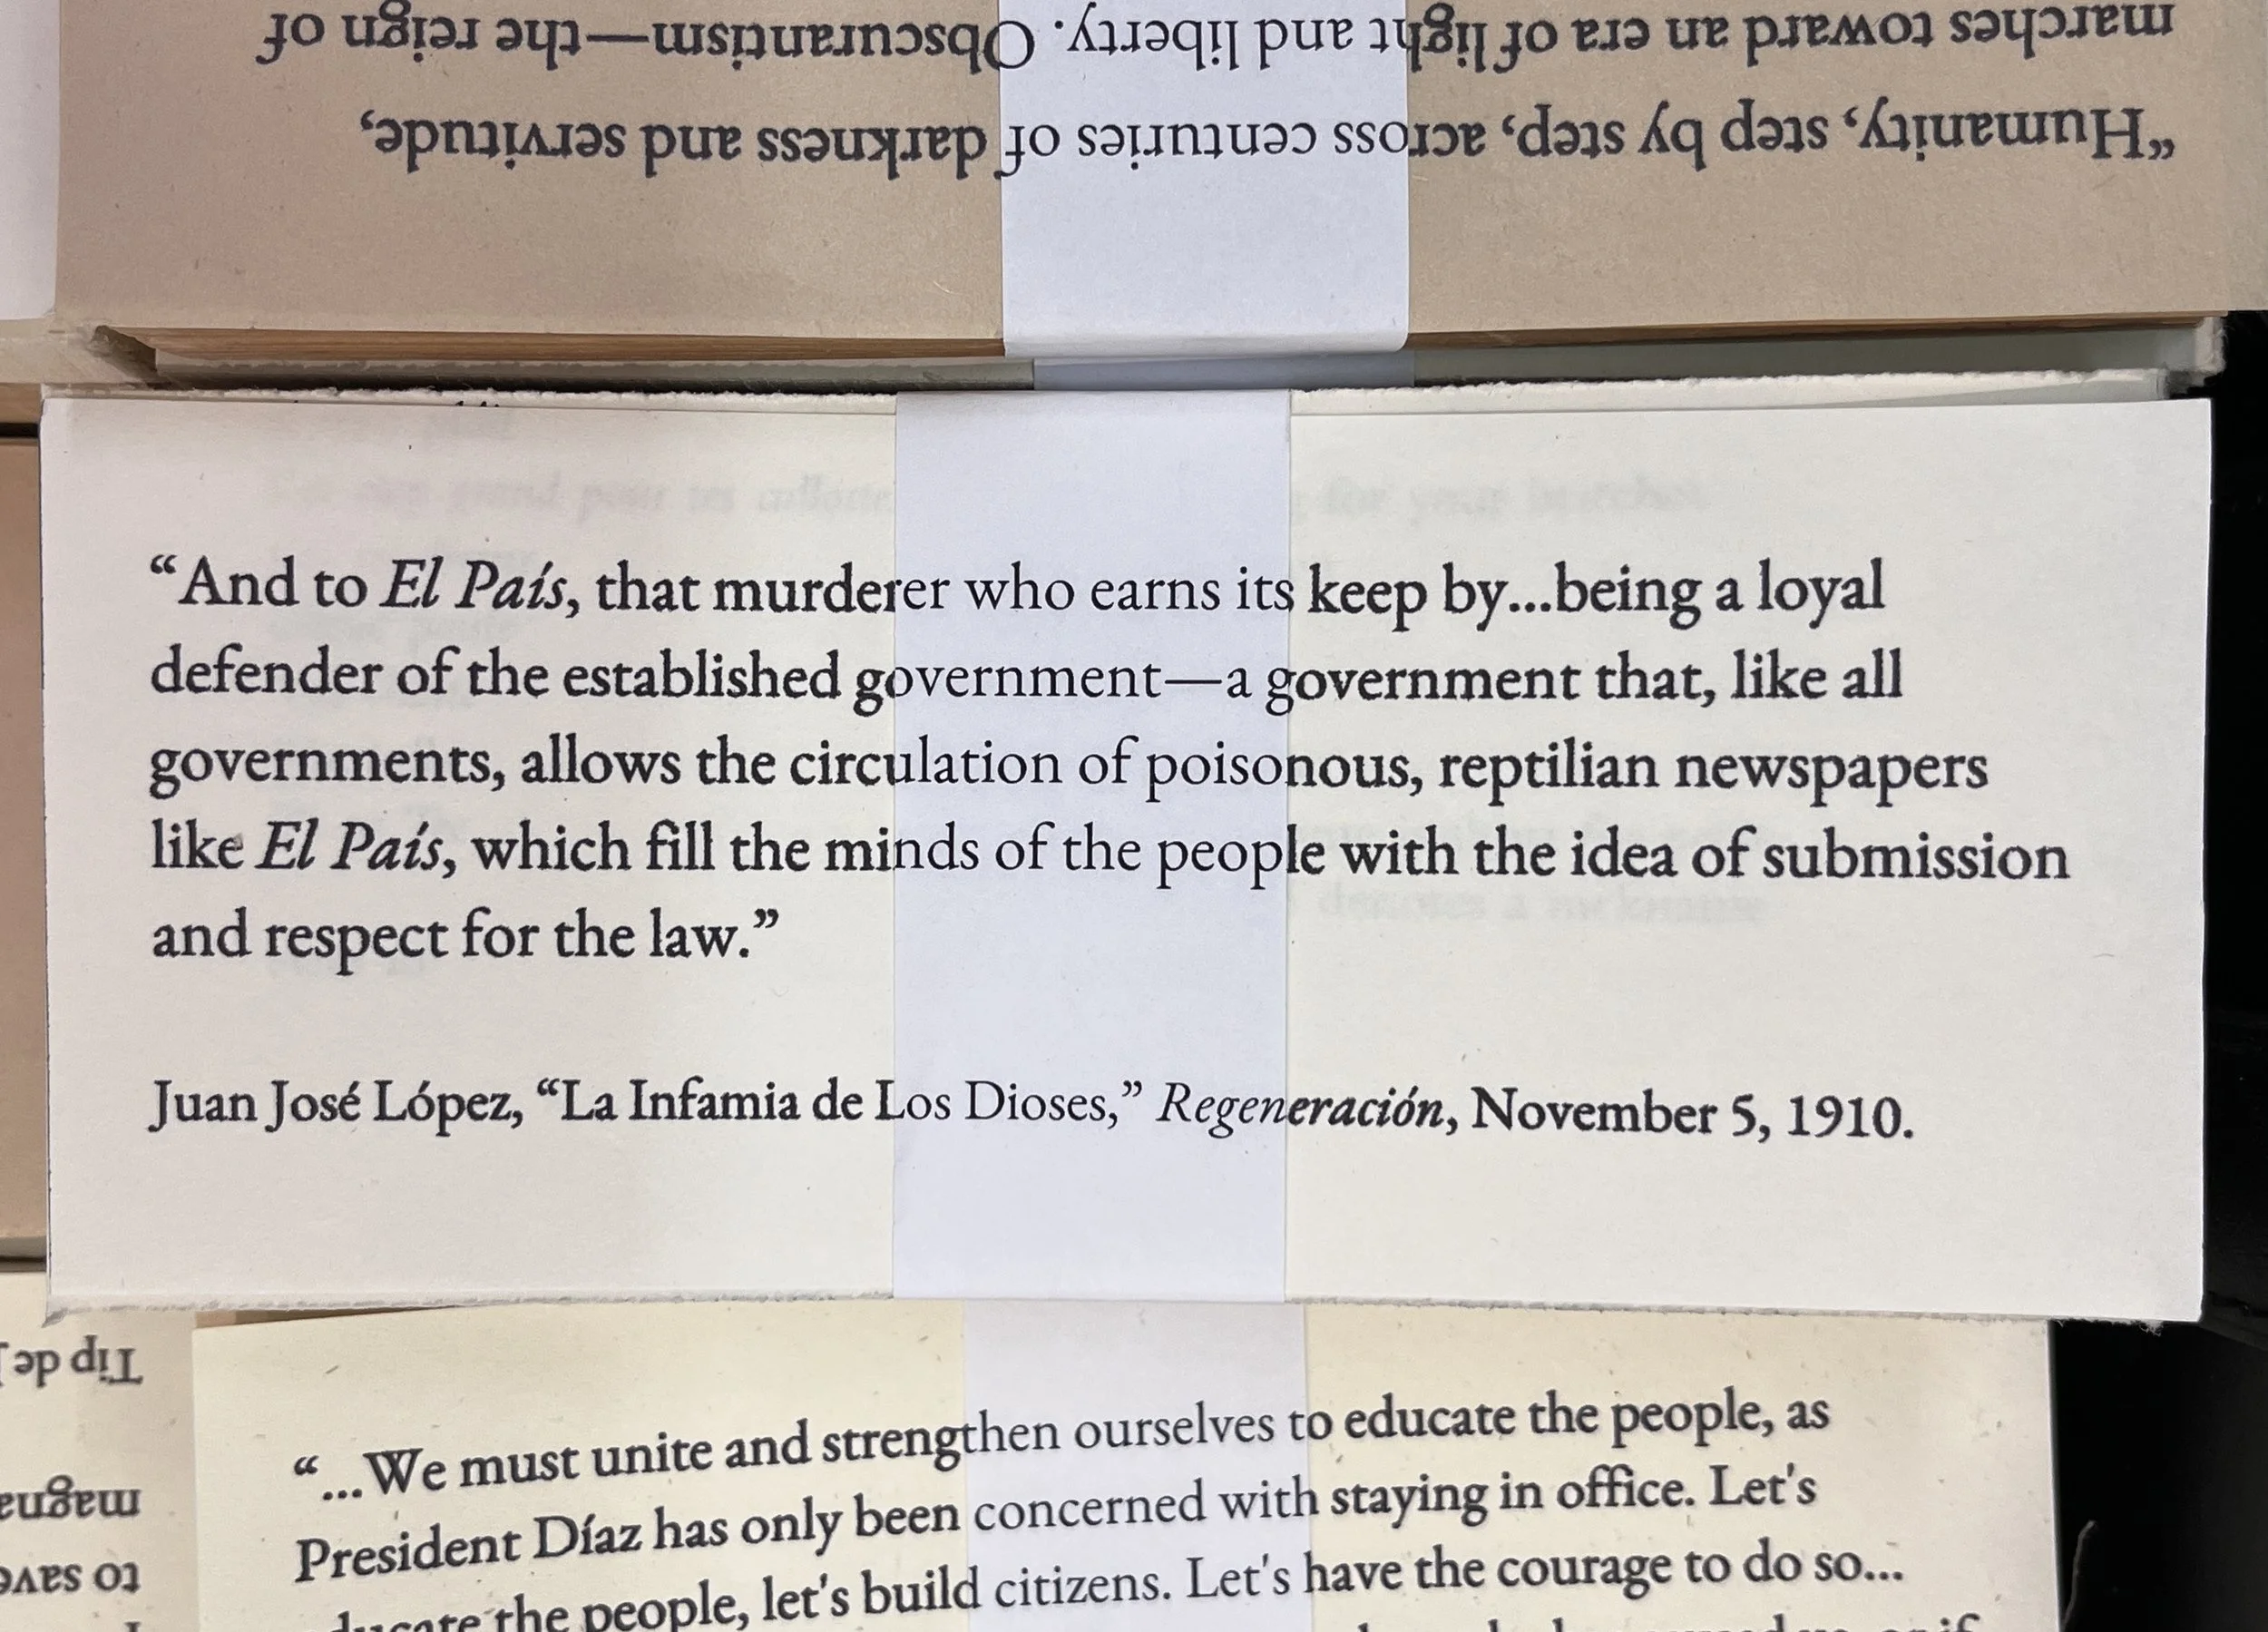 “Humanity, step by step, across centuries of darkness and servitude,
marches toward an era of light and liberty. Obscurantism—the reign of
“And to El País, that murderer who earns its keep by...being a loyal
defender of the established government—a government that, like all
governments, allows the circulation of poisonous, reptilian newspapers
like El País, which fill the minds of the people with the idea of submission
and respect for the law.”
Juan José López, “La Infamia de Los Dioses,” Regeneración, November 5, 1910.
Tip de
to save
“...We must unite and strengthen ourselves to educate the people, as
President Díaz has only been concerned with staying in office. Let's
the people, let's build citizens. Let's have the courage to do so...